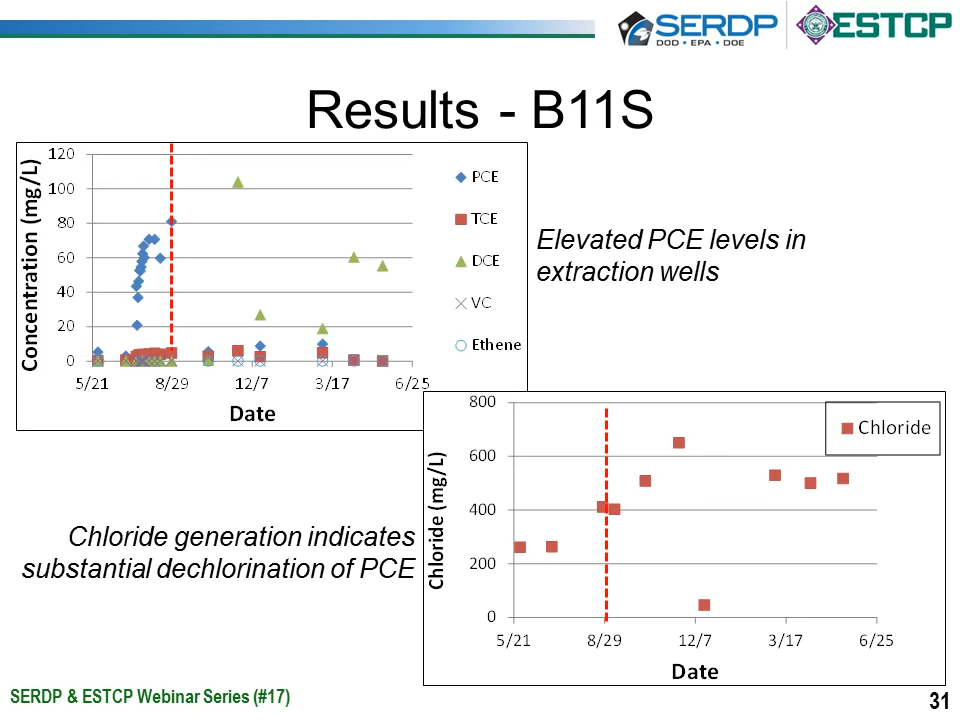 SERDP
DOD • EPA • DOE
ESTCP
Results - B11S
120
100
80
60
40
20
0
5/21 8/29 12/7 3/17 6/25
Concentration (mg/L)
Date
PCE
TCE
DCE
VC
Ethene
Elevated PCE levels in
extraction wells
Chloride generation indicates
substantial dechlorination of PCE
800
600
400
200
0
5/21 8/29 12/7 3/17 6/25
Chloride (mg/L)
Date
Chloride
SERDP & ESTCP Webinar Series (#17)
31